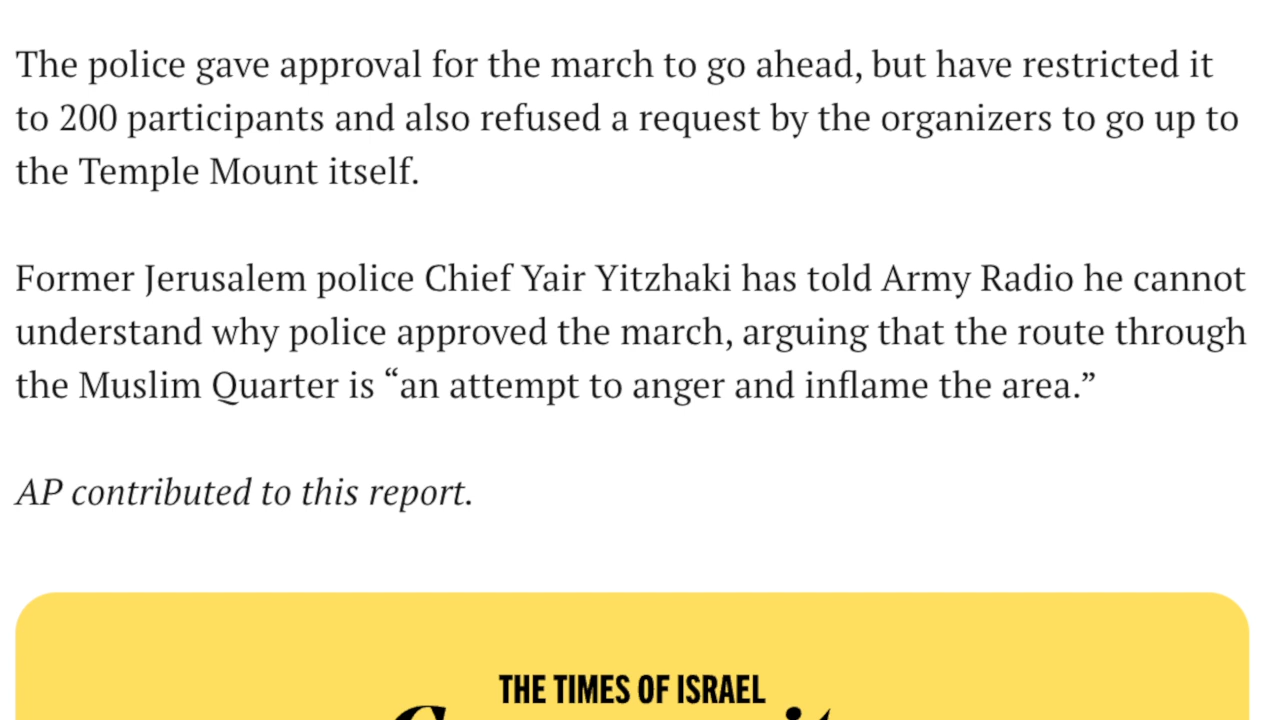 The police gave approval for the march to go ahead, but have restricted it
to 200 participants and also refused a request by the organizers to go up to
the Temple Mount itself.
Former Jerusalem police Chief Yair Yitzhaki has told Army Radio he cannot
understand why police approved the march, arguing that the route through
the Muslim Quarter is “an attempt to anger and inflame the area.”
AP contributed to this report.
THE TIMES OF ISRAEL